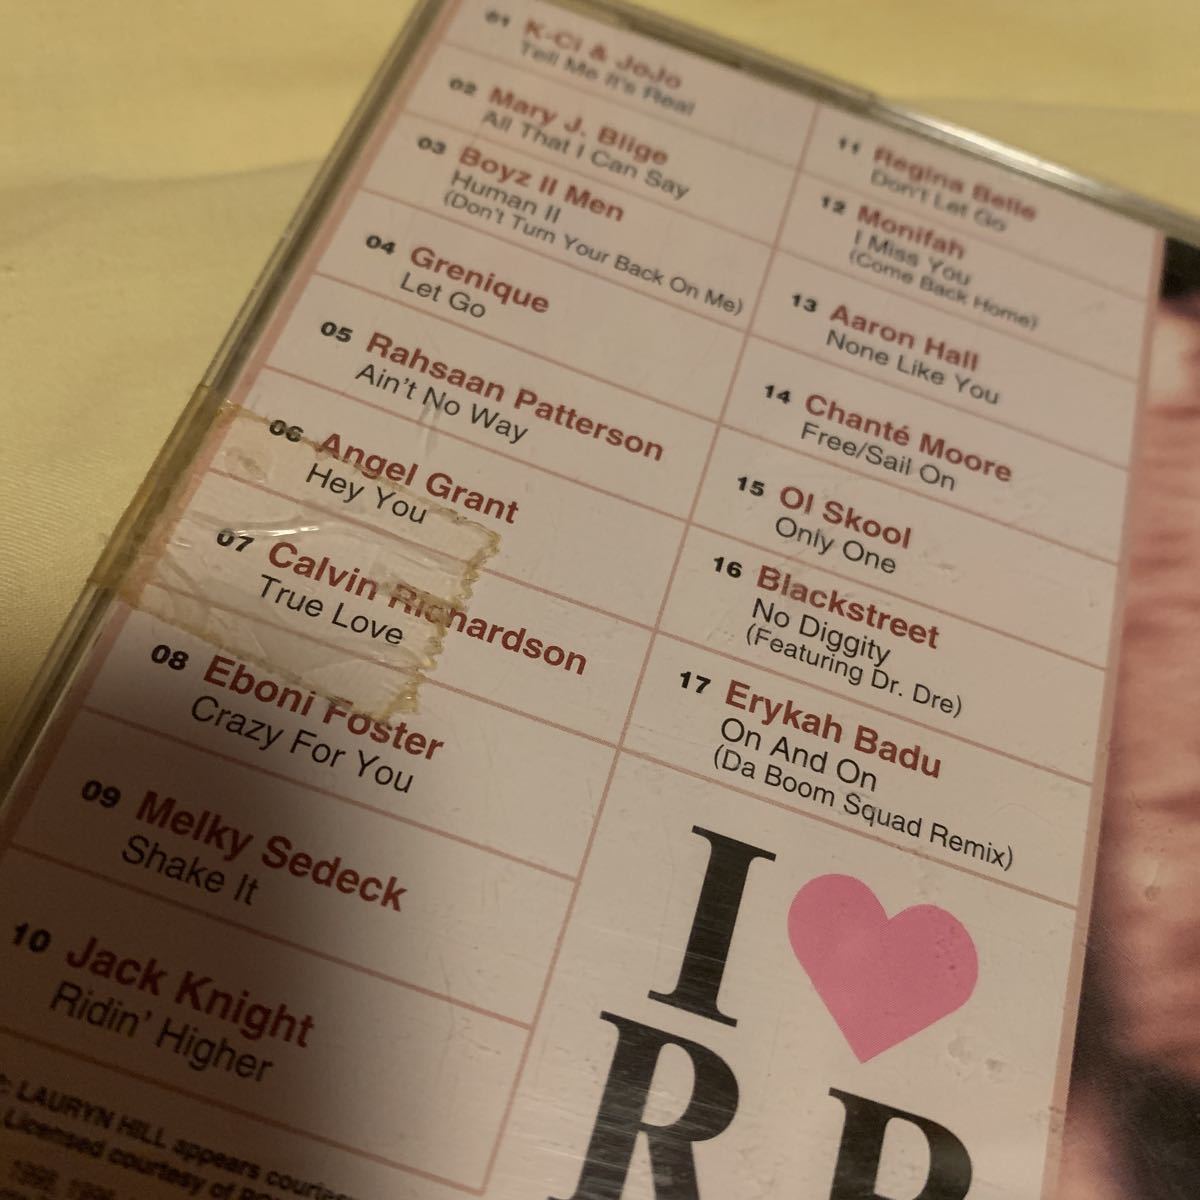 01 K-Ci & JoJo
Tell Me It's Real
02 Mary J. Blige
All That I Can Say
03 Boyz II Men
Human II
(Don't Turn Your Back On Me)
04 Grenique
Let Go
05 Rahsaan Patterson
Ain't No Way
06 Angel Grant
Hey You
07 Calvin Richardson
True Love
08 Eboni Foster
Crazy For You
09 Melky Sedeck
Shake It
10 Jack Knight
Ridin' Higher
LAURYN HILL appears
Licensed courtesy of
11 Regina Belle
Don't Let Go
12 Monifah
I Miss You
(Come Back Home)
13 Aaron Hall
None Like You
14 Chanté Moore
Free/Sail On
15 Ol Skool
Only One
16 Blackstreet
No Diggity
(Featuring Dr. Dre)
17 Erykah Badu
On And On
(Da Boom Squad Remix)
I
R